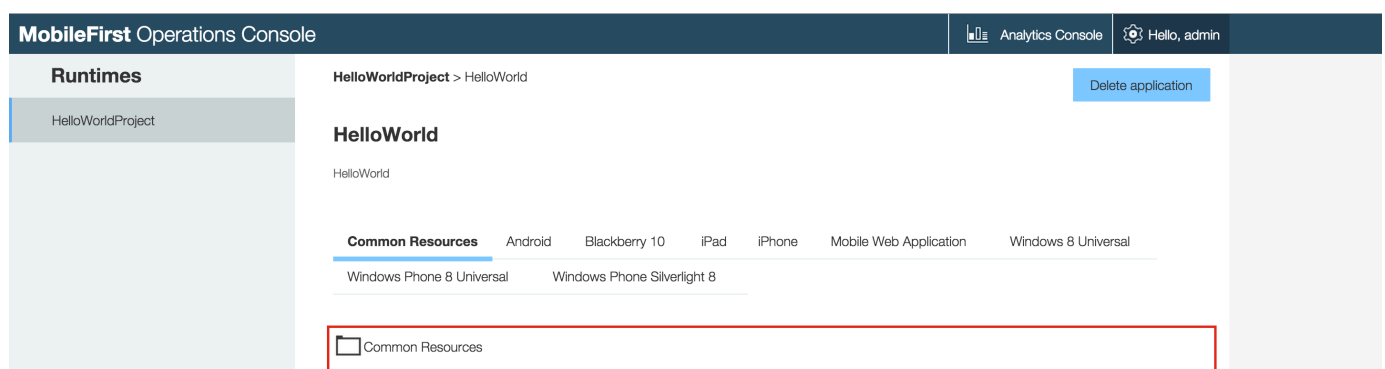 MobileFirst Operations Console
Analytics Console
Hello, admin
Runtimes
HelloWorldProject
HelloWorldProject > HelloWorld
Delete application
HelloWorld
HelloWorld
Common Resources Android Blackberry 10 iPad iPhone Mobile Web Application Windows 8 Universal
Windows Phone 8 Universal Windows Phone Silverlight 8
Common Resources